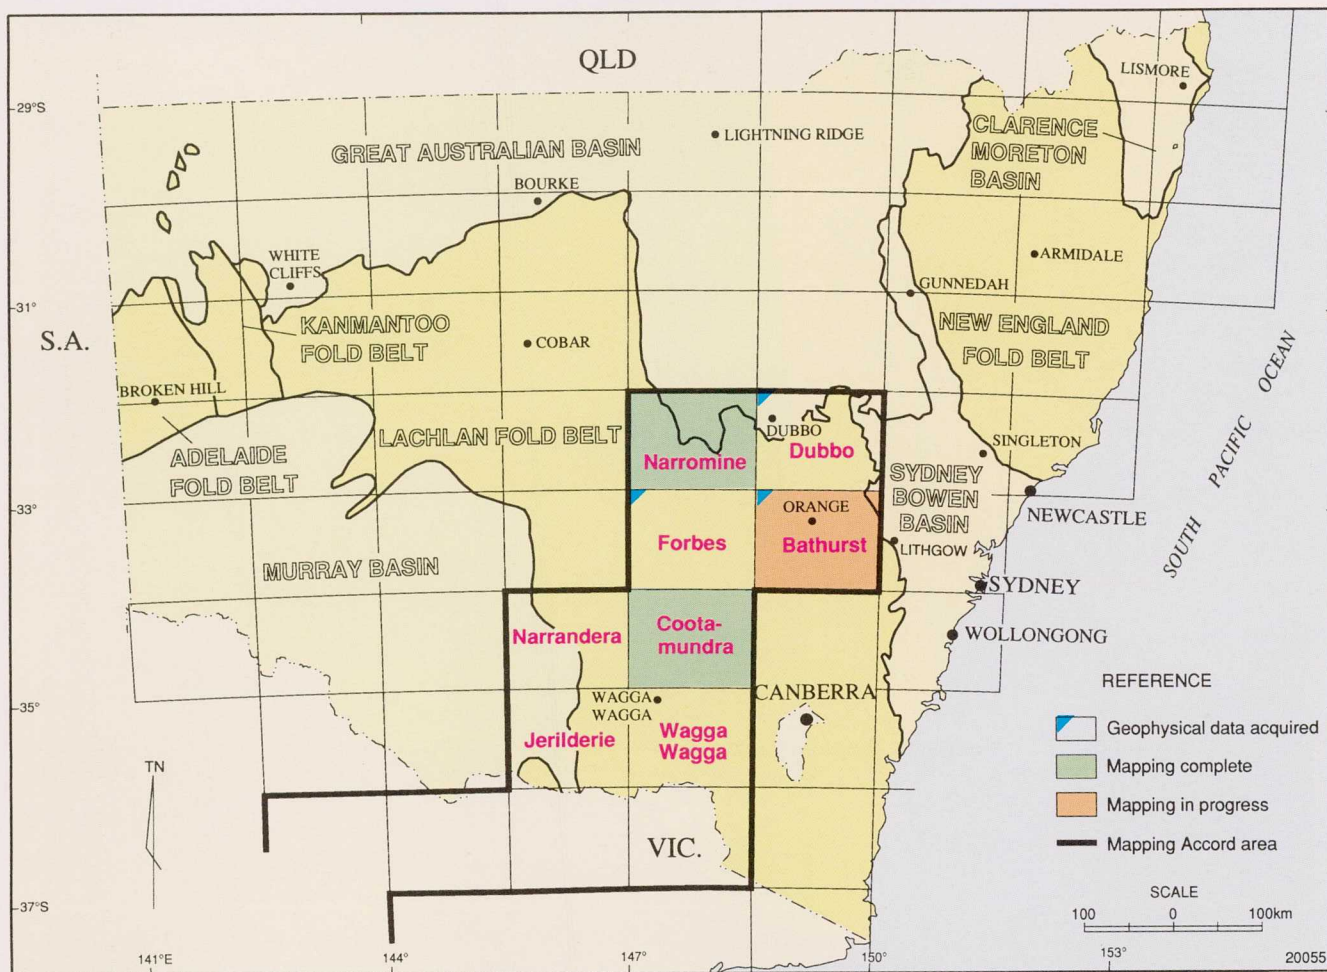 QLD
LISMORE
29°S
LIGHTNING RIDGE
CLARENCE
MORETON
BASIN
GREAT AUSTRALIAN BASIN
BOURKE
WHITE
CLIFFS
ARMIDALE
GUNNEDAH
31°
S.A.
KANMANTOO
FOLD BELT
COBAR
NEW ENGLAND
FOLD BELT
SOUTH PACIFIC OCEAN
BROKEN HILL
ADELAIDE
FOLD BELT
LACHLAN FOLD BELT
DUBBO
Narromine
Dubbo
SINGLETON
SYDNEY
BOWEN
BASIN
33°
ORANGE
NEWCASTLE
Forbes
Bathurst
LITHGOW
MURRAY BASIN
SYDNEY
Narrandera
Coota-
mundra
WOLLONGONG
WAGGA
WAGGA
CANBERRA
35°
Jerilderie
Wagga
Wagga
REFERENCE
Geophysical data acquired
Mapping complete
Mapping in progress
Mapping Accord area
TN
VIC.
SCALE
100 0 100km
37°S
141°E
144°
147°
150°
153°
20055